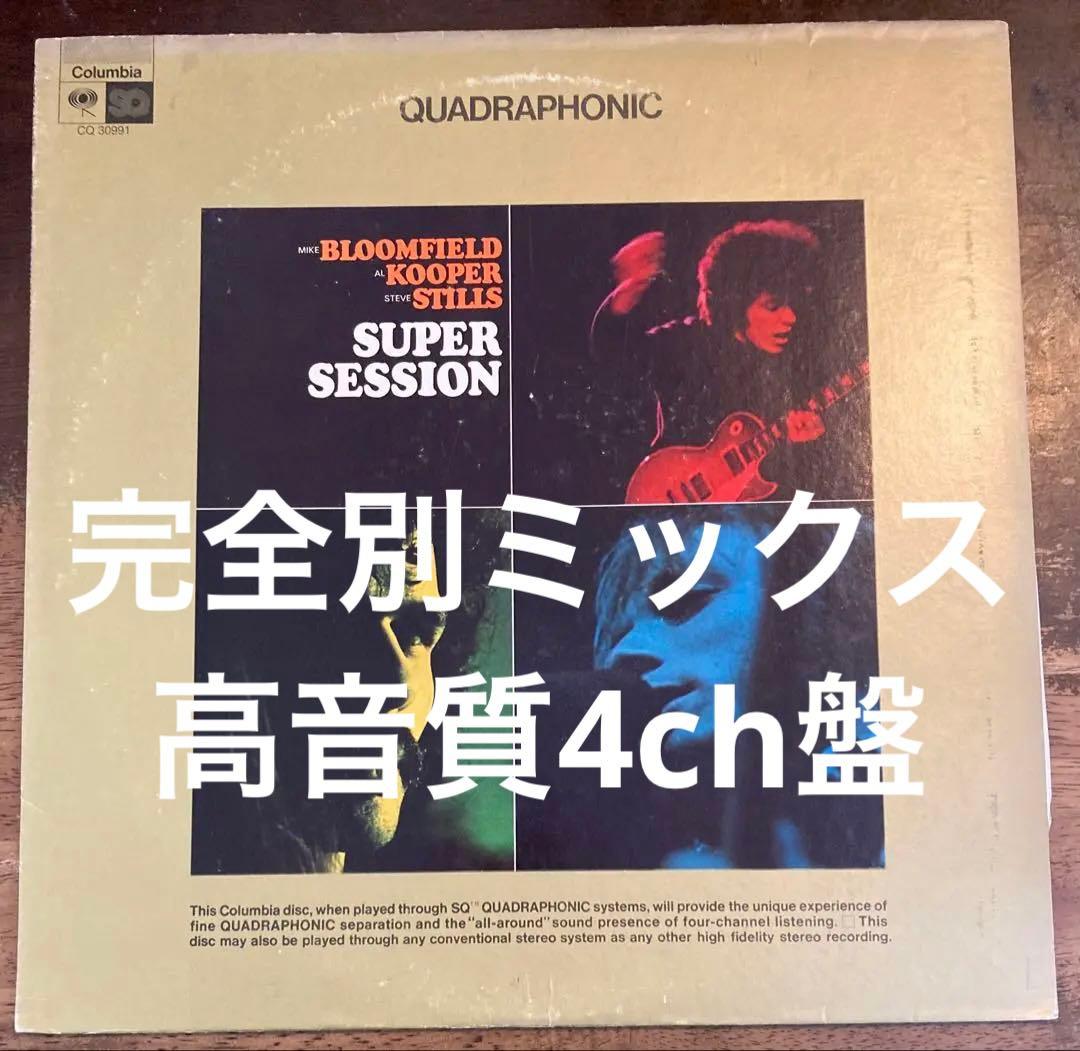 Columbia
SQ
CQ 30991
QUADRAPHONIC
MIKE BLOOMFIELD
AL KOOPER
STEVE STILLS
SUPER
SESSION
完全別ミックス
高音質4ch盤
This Columbia disc, when played through SQ™ QUADRAPHONIC systems, will provide the unique experience of
fine QUADRAPHONIC separation and the "all-around" sound presence of four-channel listening. □ This
disc may also be played through any conventional stereo system as any other high fidelity stereo recording.